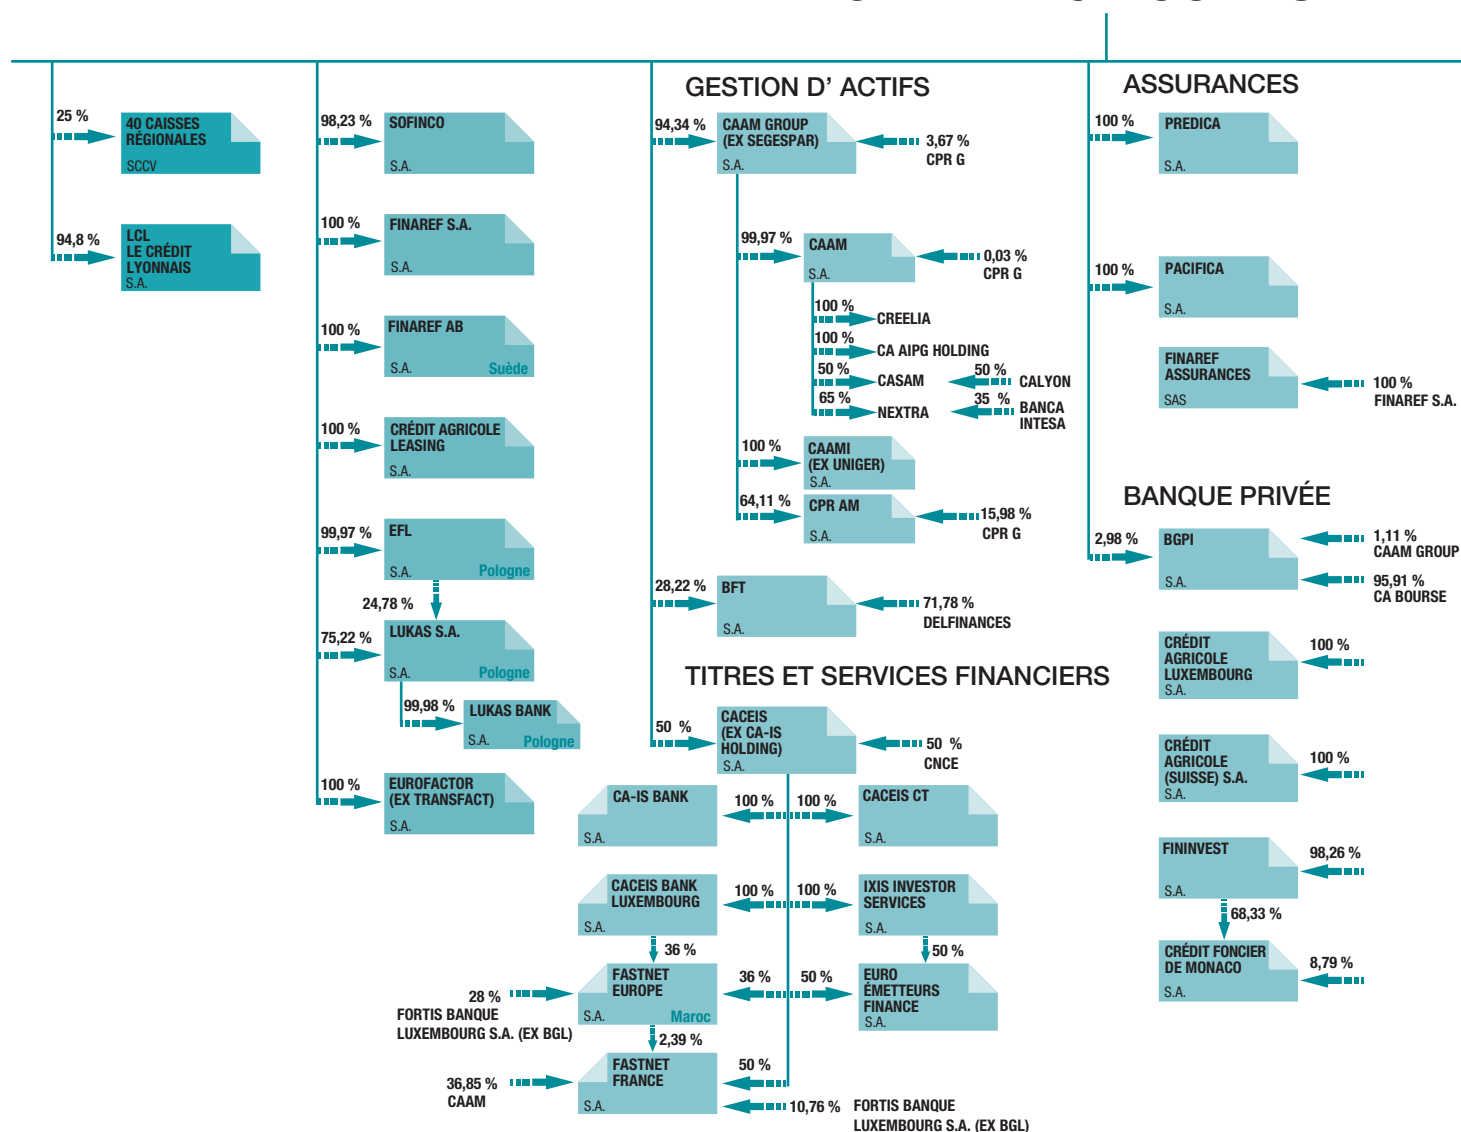 25 %
40 CAISSES
RÉGIONALES
SCCV
94,8 %
LCL
LE CRÉDIT
LYONNAIS
S.A.
98,23 %
SOFINCO
S.A.
100 %
FINAREF S.A.
S.A.
100 %
FINAREF AB
S.A. Suède
100 %
CRÉDIT AGRICOLE
LEASING
S.A.
99,97 %
EFL
S.A. Pologne
24,78 %
75,22 %
LUKAS S.A.
S.A. Pologne
99,98 %
LUKAS BANK
S.A. Pologne
100 %
EUROFACTOR
(EX TRANSFACT)
S.A.
GESTION D' ACTIFS
94,34 %
CAAM GROUP
(EX SEGESPAR)
S.A.
3,67 %
CPR G
99,97 %
CAAM
S.A.
0,03 %
CPR G
100 %
CREELIA
100 %
CA AIPG HOLDING
50 %
CASAM
50 %
CALYON
65 %
NEXTRA
35 %
BANCA
INTESA
100 %
CAAMI
(EX UNIGER)
S.A.
64,11 %
CPR AM
S.A.
15,98 %
CPR G
28,22 %
BFT
S.A.
71,78 %
DELFINANCES
TITRES ET SERVICES FINANCIERS
50 %
CACEIS
(EX CA-IS
HOLDING)
S.A.
50 %
CNCE
CA-IS BANK
S.A.
100 %
100 %
CACEIS CT
S.A.
CACEIS BANK
LUXEMBOURG
S.A.
100 %
100 %
IXIS INVESTOR
SERVICES
S.A.
36 %
50 %
28 %
FORTIS BANQUE
LUXEMBOURG S.A. (EX BGL)
FASTNET
EUROPE
S.A. Maroc
36 %
50 %
EURO
ÉMETTEURS
FINANCE
S.A.
2,39 %
36,85 %
CAAM
FASTNET
FRANCE
S.A.
50 %
10,76 %
FORTIS BANQUE
LUXEMBOURG S.A. (EX BGL)
ASSURANCES
100 %
PREDICA
S.A.
100 %
PACIFICA
S.A.
FINAREF
ASSURANCES
SAS
100 %
FINAREF S.A.
BANQUE PRIVÉE
2,98 %
BGPI
S.A.
1,11 %
CAAM GROUP
95,91 %
CA BOURSE
CRÉDIT
AGRICOLE
LUXEMBOURG
S.A.
100 %
CRÉDIT
AGRICOLE
(SUISSE) S.A.
S.A.
100 %
FININVEST
S.A.
98,26 %
68,33 %
CRÉDIT FONCIER
DE MONACO
S.A.
8,79 %